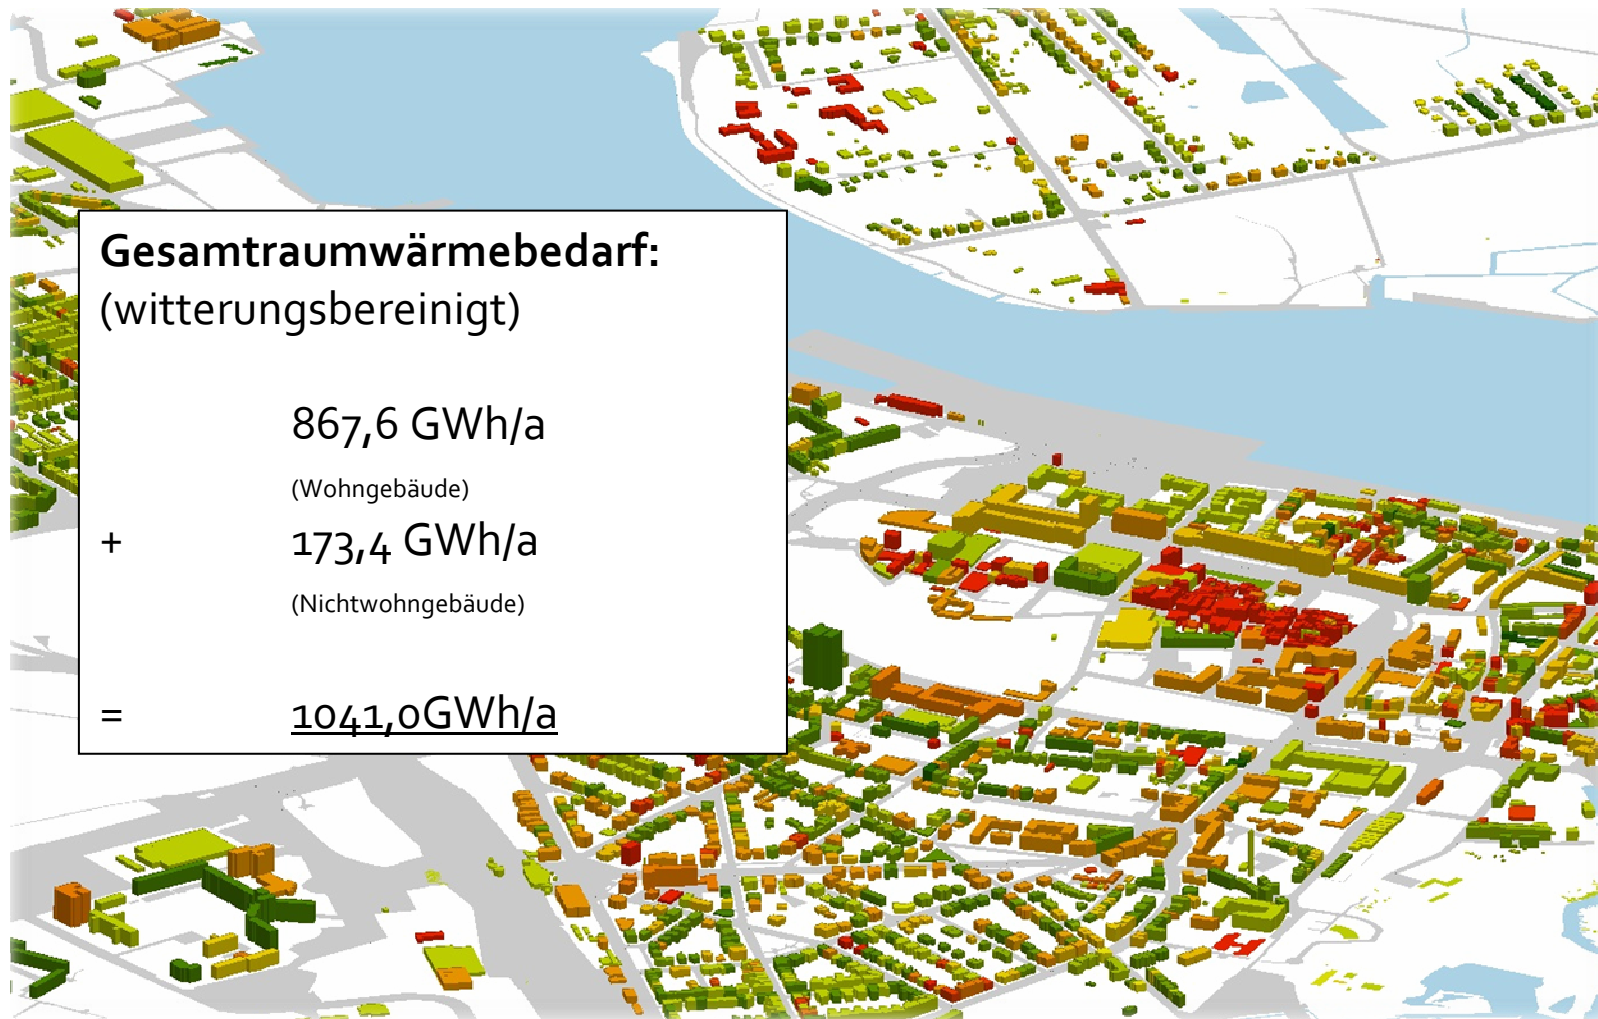 Gesamtraumwärmebedarf:
(witterungsbereinigt)
867,6 GWh/a
(Wohngebäude)
+ 173,4 GWh/a
(Nichtwohngebäude)
= 1041,0GWh/a